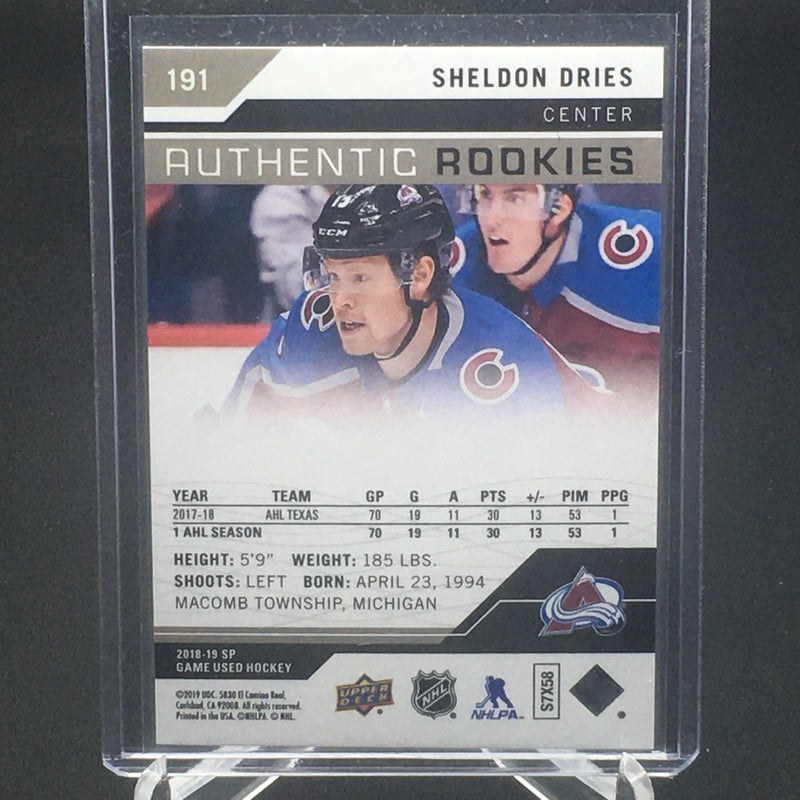 191
SHELDON DRIES
CENTER
AUTHENTIC ROOKIES
CCM
YEAR TEAM GP G A PTS +/- PIM PPG
2017-18 AHL TEXAS 70 19 11 30 13 53 1
1 AHL SEASON 70 19 11 30 13 53 1
HEIGHT: 5'9" WEIGHT: 185 LBS.
SHOOTS: LEFT BORN: APRIL 23, 1994
MACOMB TOWNSHIP, MICHIGAN
2018-19 SP
GAME USED HOCKEY
©2019 UDC. 5830 El Camino Real,
Carlsbad, CA 92008. All rights reserved.
Printed in the USA. ©NHLPA. © NHL.
UPPER DECK
NHL
NHLPA
S7X58